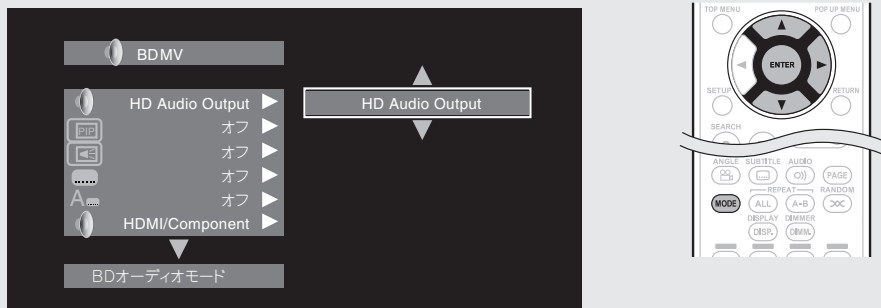 BDMV
HD Audio Output
HD Audio Output
PIP
オフ
オフ
オフ
A
オフ
HDMI/Component
BDオーディオモード
TOP MENU
POP UP MENU
ENTER
SETUP
RETURN
SEARCH
ANGLE
SUBTITLE
AUDIO
PAGE
REPEAT
RANDOM
MODE
ALL
A-B
DISPLAY
DIMMER
DISP.
DIMM.